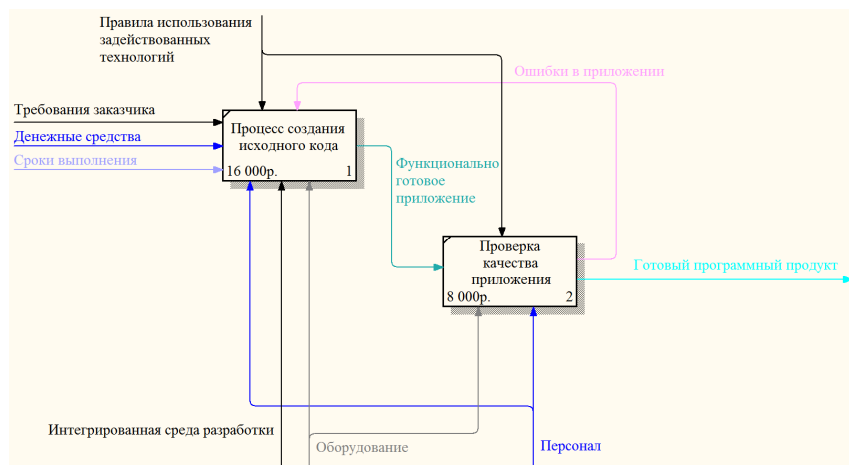 Правила использования
задействованных
технологий
Ошибки в приложении
Требования заказчика
Денежные средства
Сроки выполнения
Процесс создания
исходного кода
16 000р. 1
Функционально
готовое
приложение
Проверка
качества
приложения
8 000р. 2
Готовый программный продукт
Интегрированная среда разработки
Оборудование
Персонал